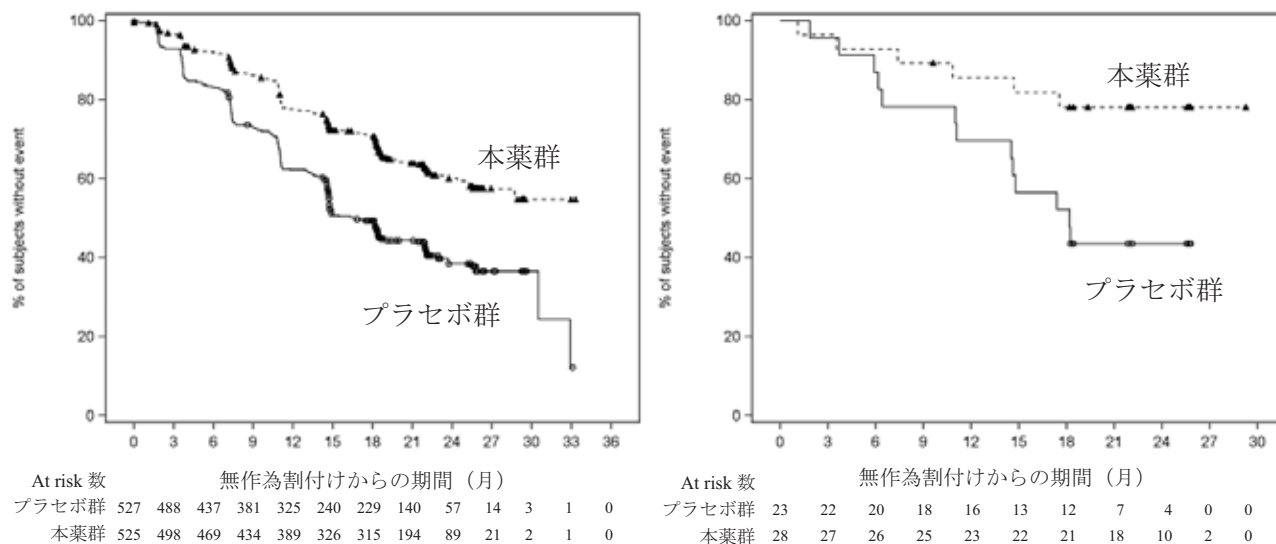 % of subjects without event
100
80
60
40
20
0
本薬群
プラセボ群
0 3 6 9 12 15 18 21 24 27 30 33 36
At risk 数 無作為割付けからの期間（月）
プラセボ群 527 488 437 381 325 240 229 140 57 14 3 1 0
本薬群 525 498 469 434 389 326 315 194 89 21 2 1 0
% of subjects without event
100
80
60
40
20
0
本薬群
プラセボ群
0 3 6 9 12 15 18 21 24 27 30
At risk 数 無作為割付けからの期間（月）
プラセボ群 23 22 20 18 16 13 12 7 4 0 0
本薬群 28 27 26 25 23 22 21 18 10 2 0